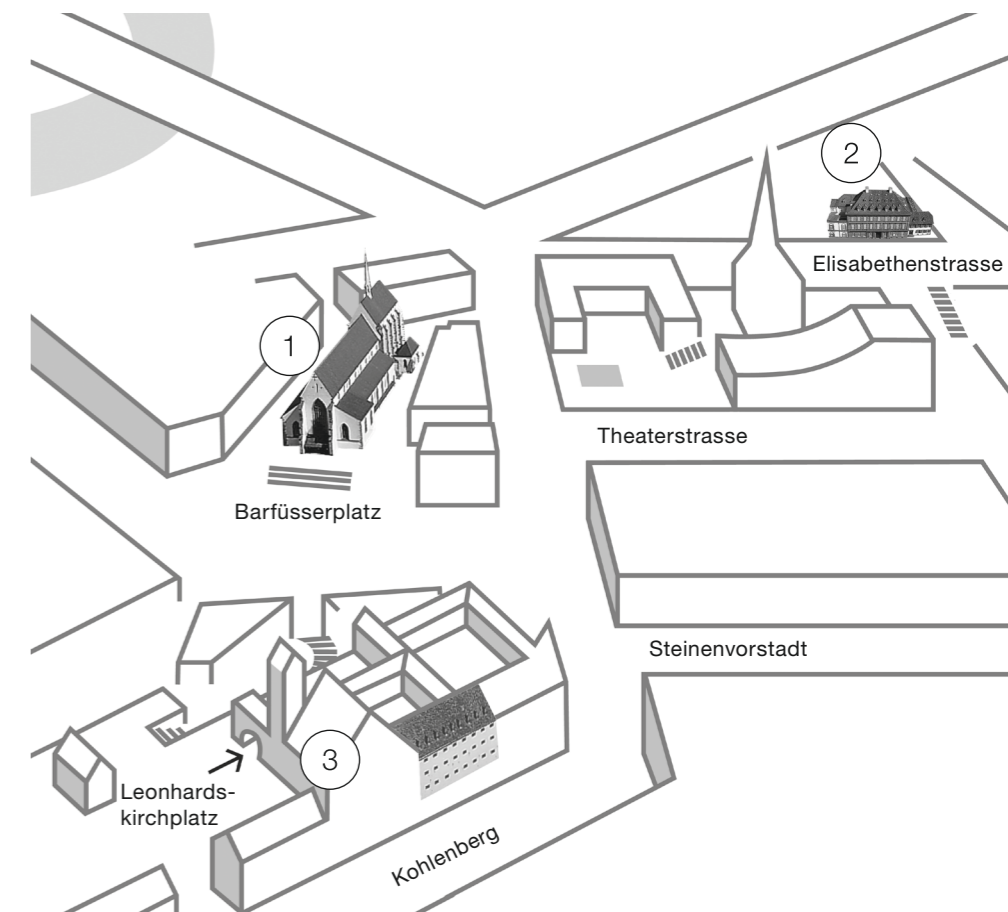 2
Elisabethenstrasse
1
Theaterstrasse
Barfüsserplatz
Steinenvorstadt
3
Leonhards-
kirchplatz
Kohlenberg